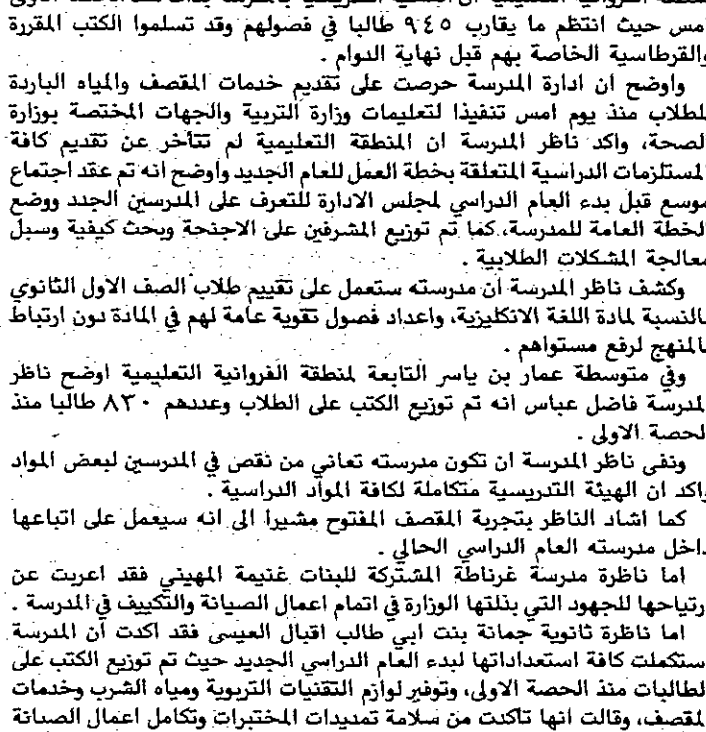 امس حيث انتظم ما يقارب ٩٤٥ طالبا في فصولهم وقد تسلموا الكتب المقررة
والقرطاسية الخاصة بهم قبل نهاية الدوام .
واوضح ان ادارة المدرسة حرصت على تقديم خدمات المقصف والمياه الباردة
للطلاب منذ يوم امس تنفيذا لتعليمات وزارة التربية والجهات المختصة بوزارة
الصحة، واكد ناظر المدرسة ان المنطقة التعليمية لم تتأخر عن تقديم كافة
المستلزمات الدراسية المتعلقة بخطة العمل للعام الجديد واوضح انه تم عقد اجتماع
موسع قبل بدء العام الدراسي لمجلس الادارة للتعرف على المدرسين الجدد ووضع
الخطة العامة للمدرسة، كما تم توزيع المشرفين على الاجنحة وبحث كيفية وسبل
معالجة المشكلات الطلابية .
وكشف ناظر المدرسة ان مدرسته ستعمل على تقييم طلاب الصف الاول الثانوي
بالنسبة لمادة اللغة الانكليزية، واعداد فصول تقوية عامة لهم في المادة دون ارتباط
بالمنهج لرفع مستواهم .
وفي متوسطة عمار بن ياسر التابعة لمنطقة الفروانية التعليمية اوضح ناظر
المدرسة فاضل عباس انه تم توزيع الكتب على الطلاب وعددهم ٨٣٠ طالبا منذ
الحصة الاولى .
ونفى ناظر المدرسة ان تكون مدرسته تعاني من نقص في المدرسين لبعض المواد
واكد ان الهيئة التدريسية متكاملة لكافة المواد الدراسية .
كما اشاد الناظر بتجربة المقصف المفتوح مشيرا الى انه سيعمل على اتباعها
داخل مدرسته العام الدراسي الحالي .
اما ناظرة مدرسة غرناطة المشتركة للبنات غنيمة المهيني فقد اعربت عن
ارتياحها للجهود التي بذلتها الوزارة في اتمام اعمال الصيانة والتكييف في المدرسة .
اما ناظرة ثانوية جمانة بنت ابي طالب اقبال العيسى فقد اكدت ان المدرسة
استكملت كافة استعداداتها لبدء العام الدراسي الجديد حيث تم توزيع الكتب على
الطالبات منذ الحصة الاولى، وتوفير لوازم التقنيات التربوية ومياه الشرب وخدمات
المقصف، وقالت انها تأكدت من سلامة تمديدات المختبرات وتكامل اعمال الصيانة